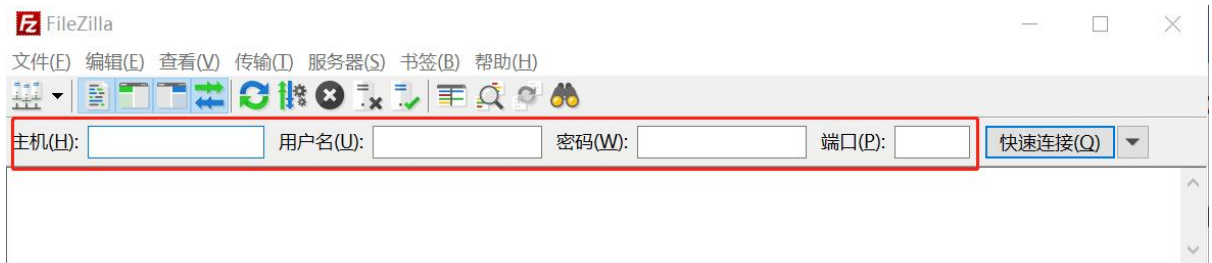 FileZilla
文件(F) 编辑(E) 查看(V) 传输(T) 服务器(S) 书签(B) 帮助(H)
主机(H): 用户名(U): 密码(W): 端口(P): 快速连接(Q)